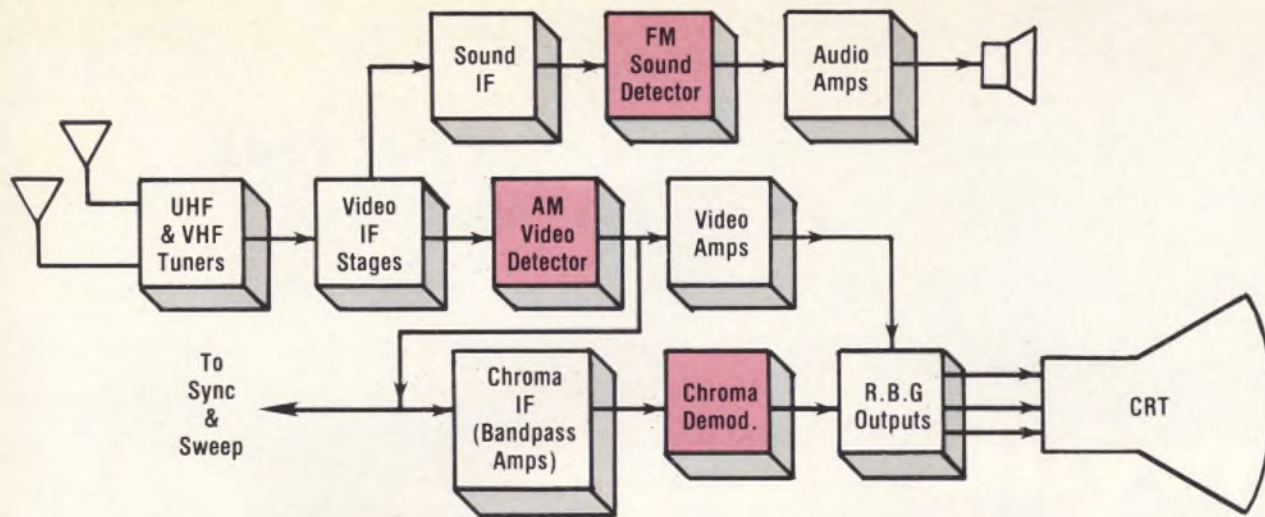 Sound
IF
FM
Sound
Detector
Audio
Amps
UHF
& VHF
Tuners
Video
IF
Stages
AM
Video
Detector
Video
Amps
To
Sync
&
Sweep
Chroma
IF
(Bandpass
Amps)
Chroma
Demod.
R.B.G
Outputs
CRT